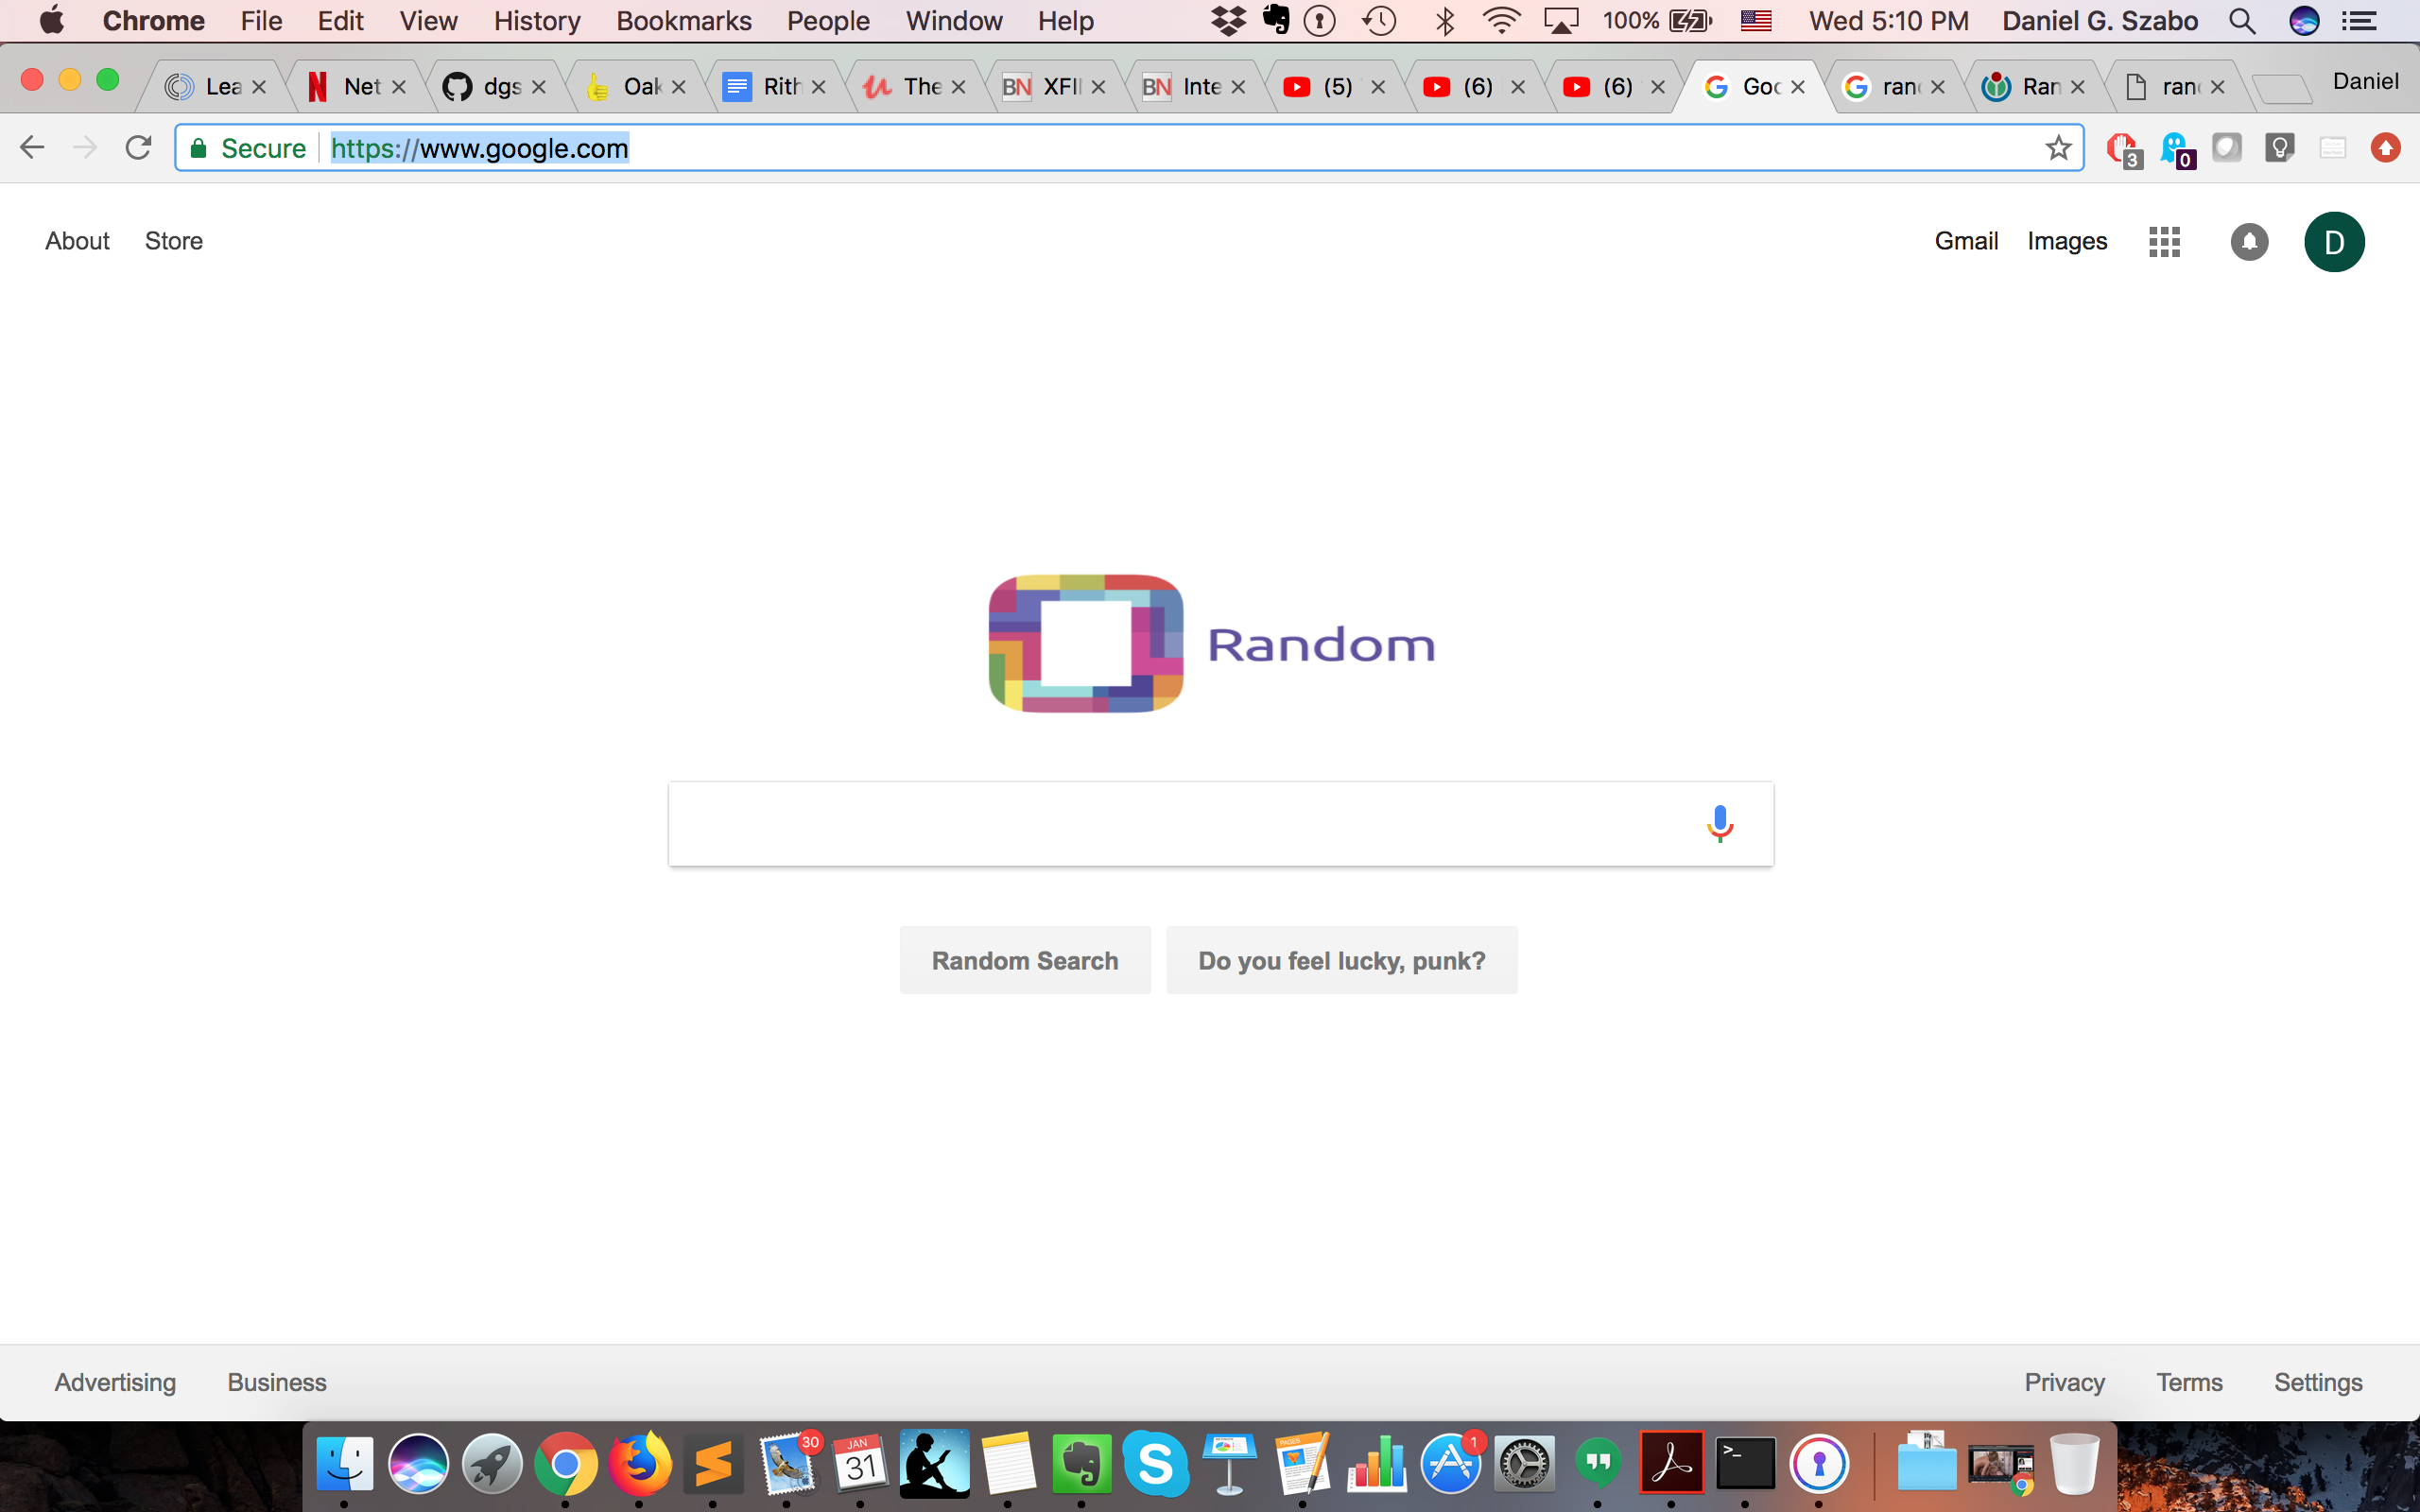 Chrome File Edit View History Bookmarks People Window Help 100% Wed 5:10 PM Daniel G. Szabo
Lea Net dgs Oak Rith The BN XFI BN Inte (5) (6) (6) Goo ran Ran ran Daniel
Secure https://www.google.com 3 0
About Store Gmail Images D
Random
Random Search Do you feel lucky, punk?
Advertising Business Privacy Terms Settings
30 JAN 31 PAGES 1